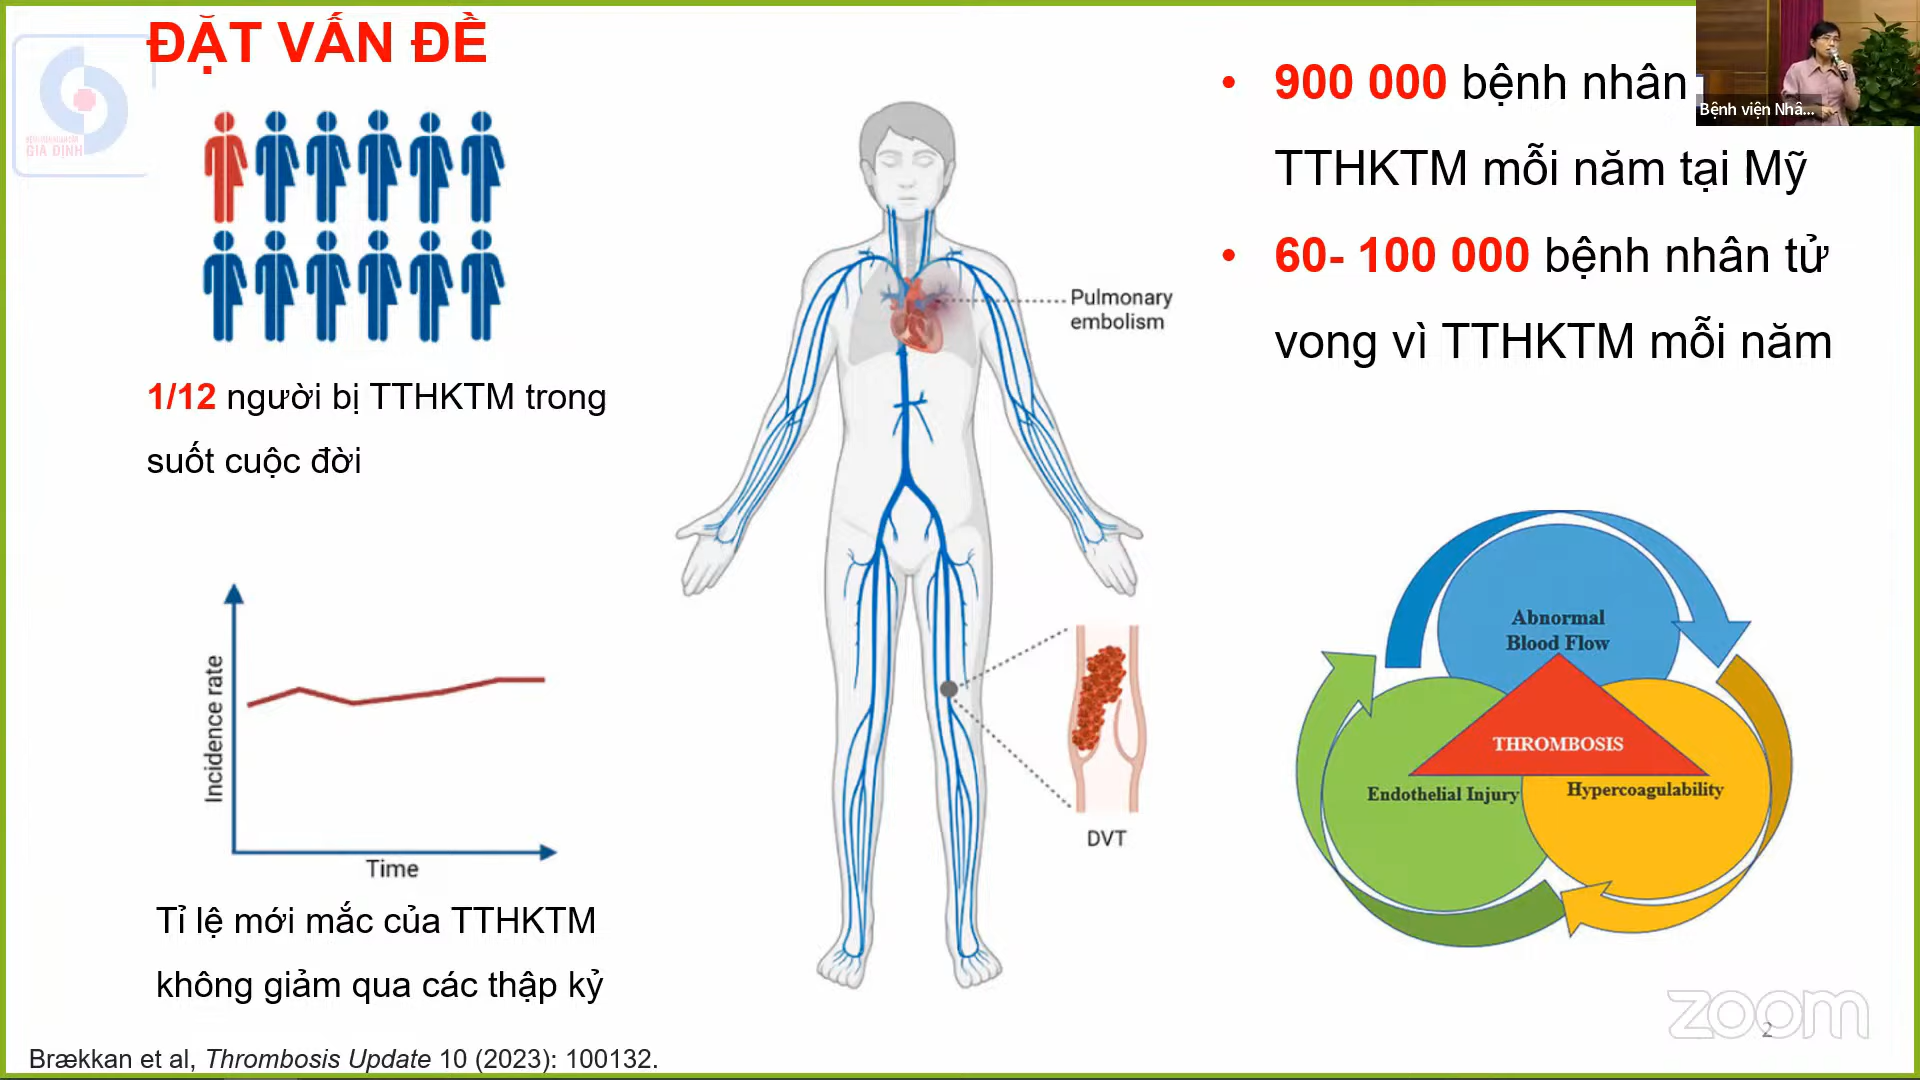 ĐẶT VẤN ĐỀ
GIA ĐỊNH
1/12 người bị TTHKTM trong
suốt cuộc đời
Incidence rate
Time
Tỉ lệ mới mắc của TTHKTM
không giảm qua các thập kỷ
Brækkan et al, Thrombosis Update 10 (2023): 100132.
Pulmonary
embolism
DVT
• 900 000 bệnh nhân
TTHKTM mỗi năm tại Mỹ
• 60- 100 000 bệnh nhân tử
vong vì TTHKTM mỗi năm
Bệnh viện Nhâ...
Abnormal
Blood Flow
THROMBOSIS
Endothelial Injury
Hypercoagulability
zoom
2